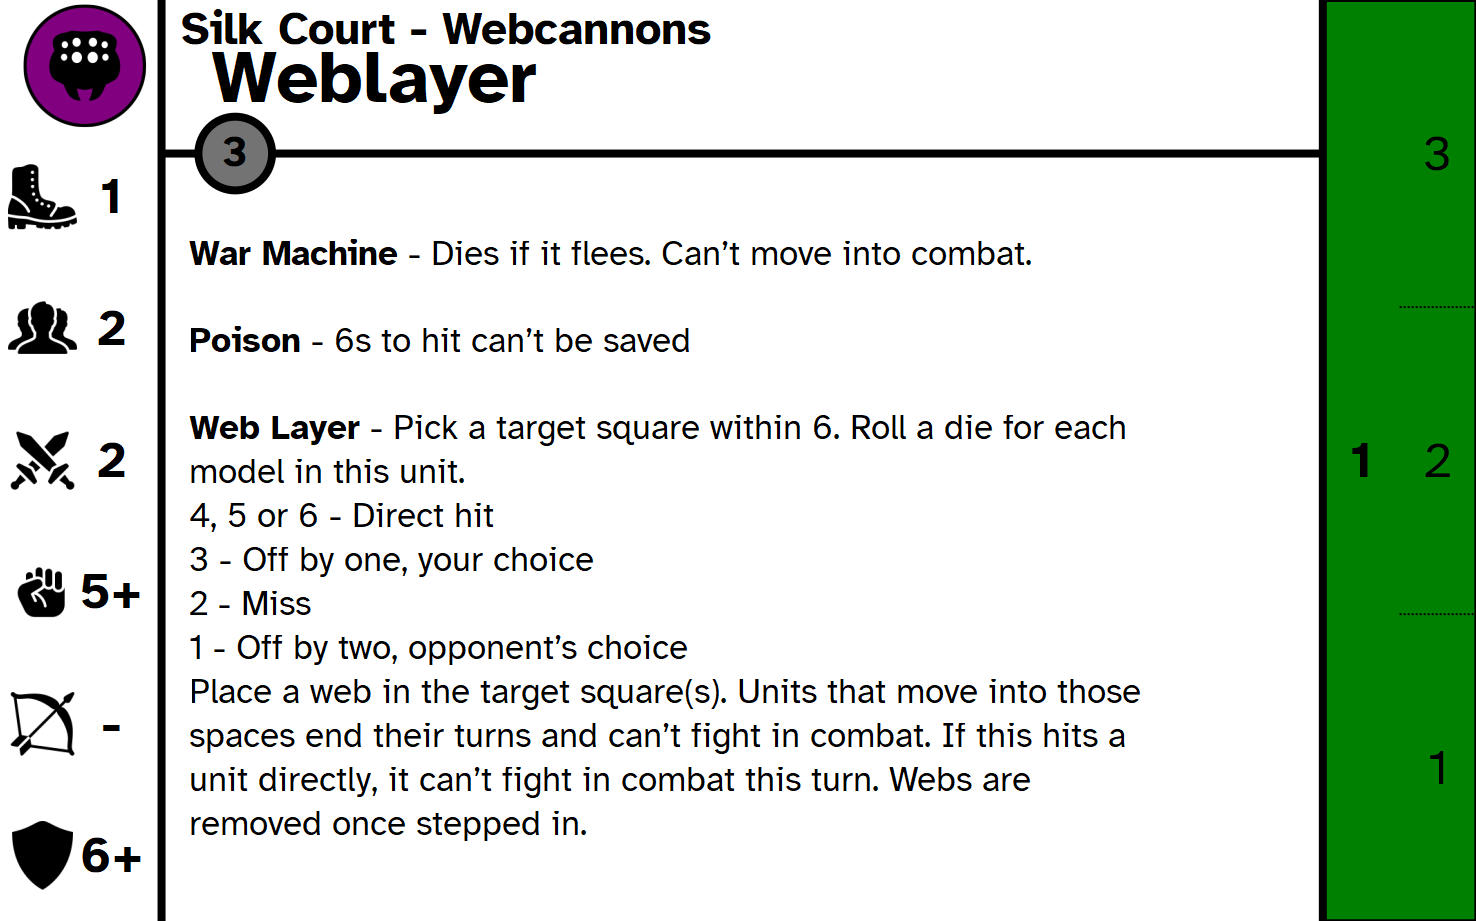 Silk Court - Webcannons
Weblayer
3
1
2
2
5+
-
6+
War Machine - Dies if it flees. Can’t move into combat.
Poison - 6s to hit can’t be saved
Web Layer - Pick a target square within 6. Roll a die for each
model in this unit.
4, 5 or 6 - Direct hit
3 - Off by one, your choice
2 - Miss
1 - Off by two, opponent’s choice
Place a web in the target square(s). Units that move into those
spaces end their turns and can’t fight in combat. If this hits a
unit directly, it can’t fight in combat this turn. Webs are
removed once stepped in.
3
1 2
1